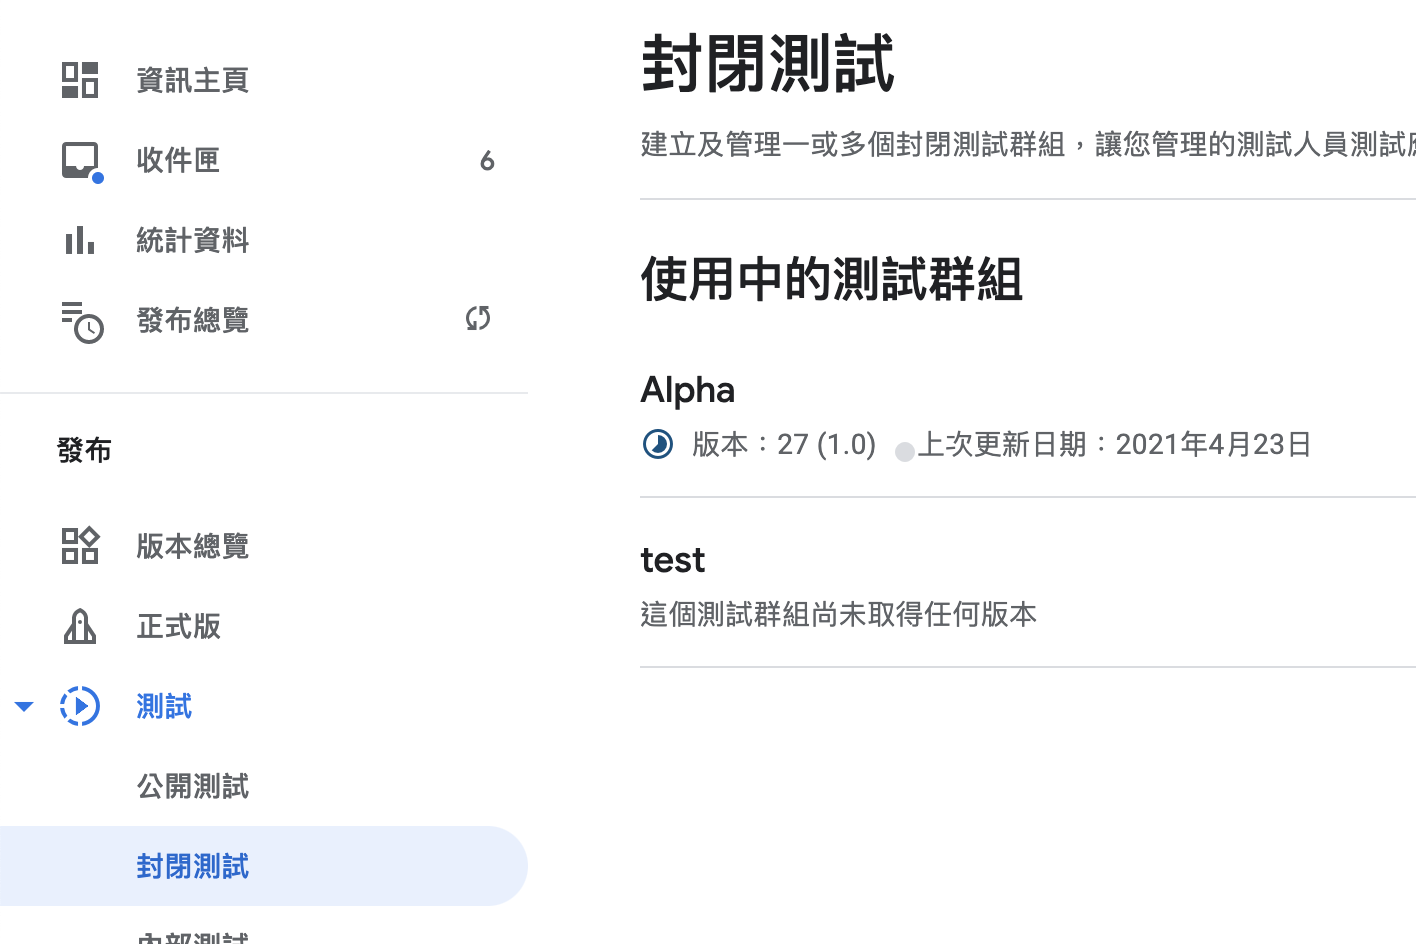 資訊主頁
收件匣 6
統計資料
發布總覽
發布
版本總覽
正式版
測試
公開測試
封閉測試
內部測試
封閉測試
建立及管理一或多個封閉測試群組，讓您管理的測試人員測試
使用中的測試群組
Alpha
版本：27 (1.0) 上次更新日期：2021年4月23日
test
這個測試群組尚未取得任何版本